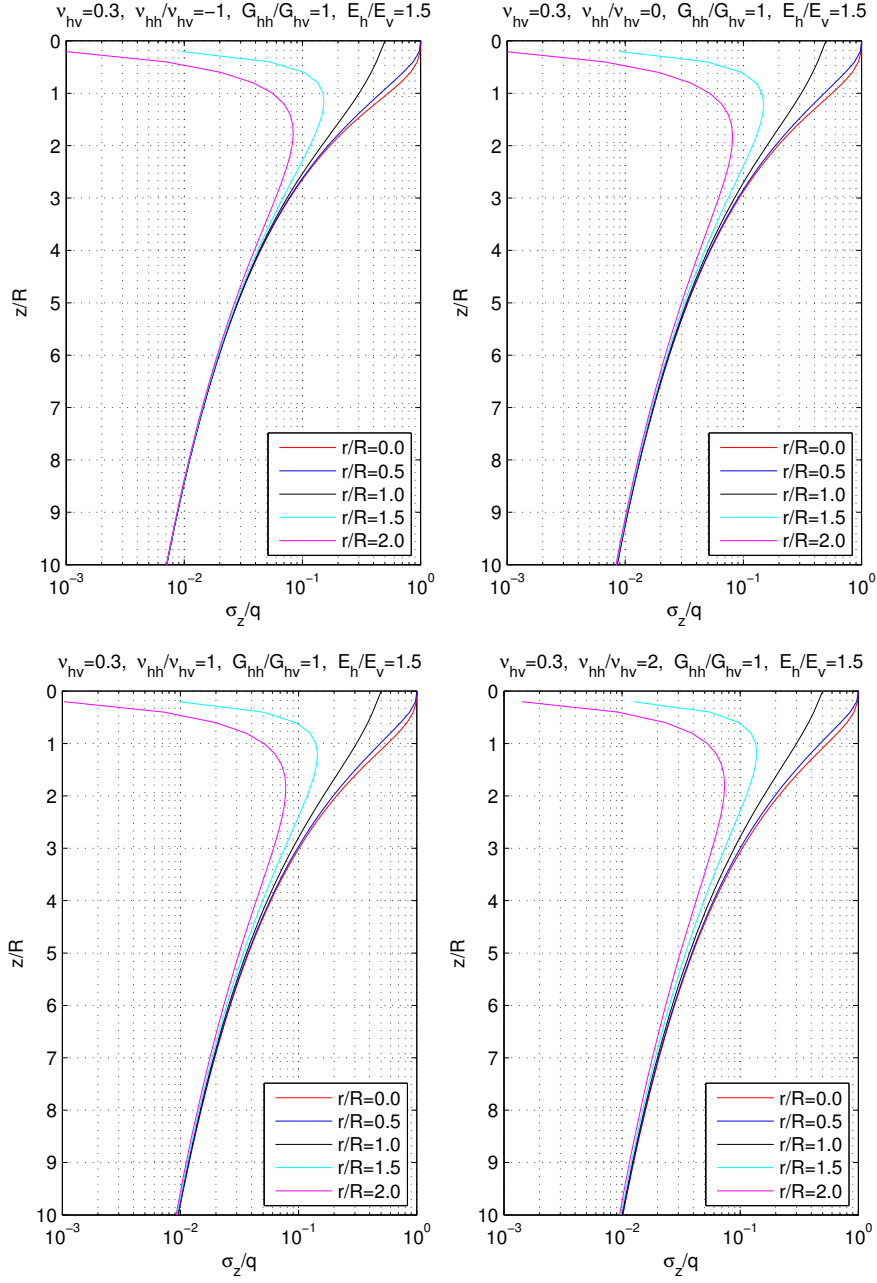 ν_hv=0.3, ν_hh/ν_hv=−1, G_hh/G_hv=1, E_h/E_v=1.5
0
1
2
3
4
5
6
7
8
9
10
z/R
r/R=0.0
r/R=0.5
r/R=1.0
r/R=1.5
r/R=2.0
10^−3 10^−2 10^−1 10^0
σ_z/q
ν_hv=0.3, ν_hh/ν_hv=0, G_hh/G_hv=1, E_h/E_v=1.5
0
1
2
3
4
5
6
7
8
9
10
z/R
r/R=0.0
r/R=0.5
r/R=1.0
r/R=1.5
r/R=2.0
10^−3 10^−2 10^−1 10^0
σ_z/q
ν_hv=0.3, ν_hh/ν_hv=1, G_hh/G_hv=1, E_h/E_v=1.5
0
1
2
3
4
5
6
7
8
9
10
z/R
r/R=0.0
r/R=0.5
r/R=1.0
r/R=1.5
r/R=2.0
10^−3 10^−2 10^−1 10^0
σ_z/q
ν_hv=0.3, ν_hh/ν_hv=2, G_hh/G_hv=1, E_h/E_v=1.5
0
1
2
3
4
5
6
7
8
9
10
z/R
r/R=0.0
r/R=0.5
r/R=1.0
r/R=1.5
r/R=2.0
10^−3 10^−2 10^−1 10^0
σ_z/q